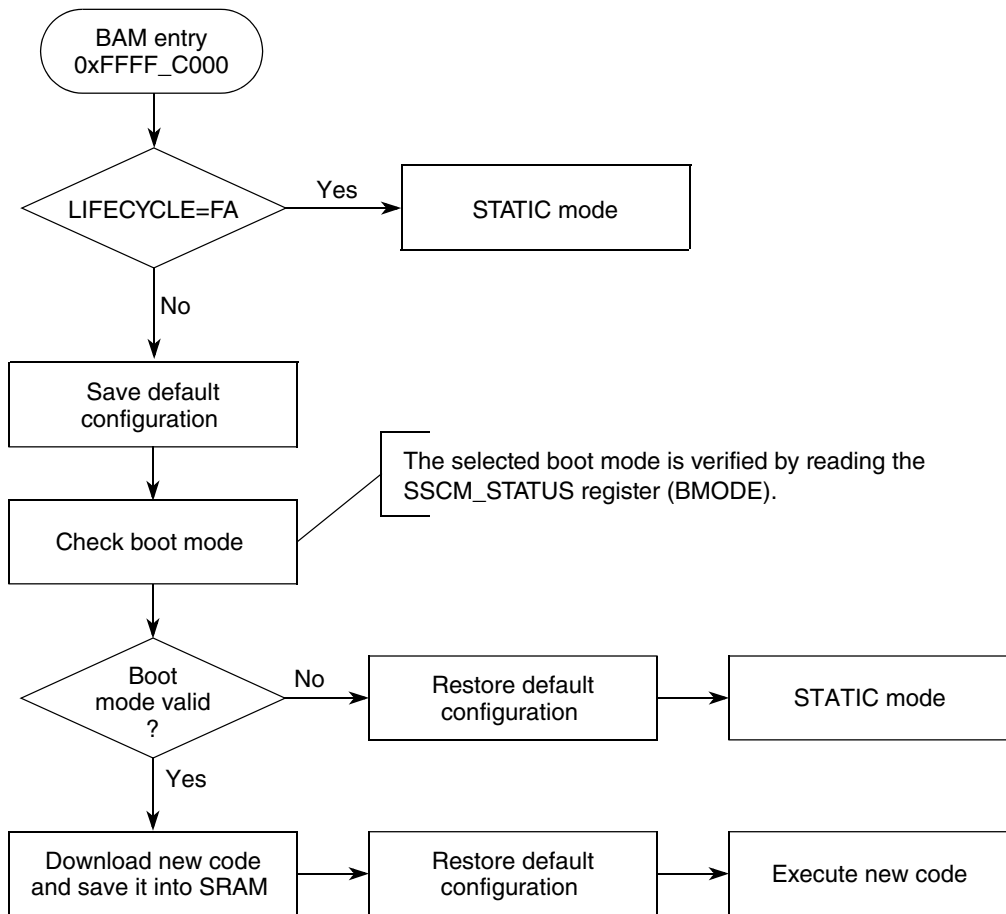 BAM entry
0xFFFF_C000
LIFECYCLE=FA
Yes
STATIC mode
No
Save default
configuration
The selected boot mode is verified by reading the
SSCM_STATUS register (BMODE).
Check boot mode
Boot
mode valid
?
No
Restore default
configuration
STATIC mode
Yes
Download new code
and save it into SRAM
Restore default
configuration
Execute new code